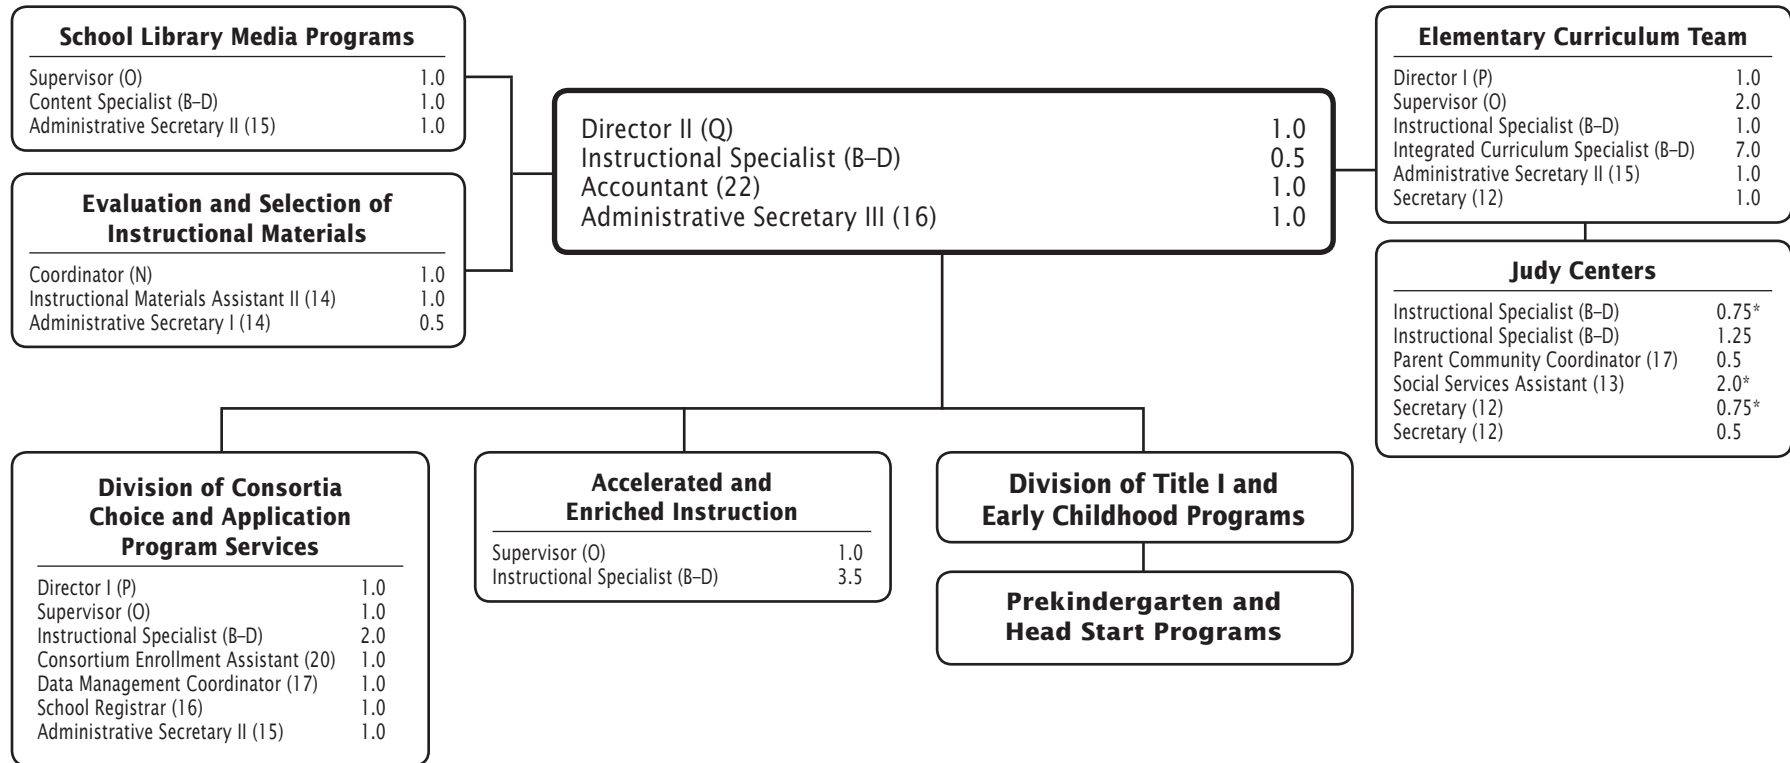 School Library Media Programs
Supervisor (O) 1.0
Content Specialist (B–D) 1.0
Administrative Secretary II (15) 1.0
Evaluation and Selection of
Instructional Materials
Coordinator (N) 1.0
Instructional Materials Assistant II (14) 1.0
Administrative Secretary I (14) 0.5
Director II (Q) 1.0
Instructional Specialist (B–D) 0.5
Accountant (22) 1.0
Administrative Secretary III (16) 1.0
Elementary Curriculum Team
Director I (P) 1.0
Supervisor (O) 2.0
Instructional Specialist (B–D) 1.0
Integrated Curriculum Specialist (B–D) 7.0
Administrative Secretary II (15) 1.0
Secretary (12) 1.0
Judy Centers
Instructional Specialist (B–D) 0.75*
Instructional Specialist (B–D) 1.25
Parent Community Coordinator (17) 0.5
Social Services Assistant (13) 2.0*
Secretary (12) 0.75*
Secretary (12) 0.5
Division of Consortia
Choice and Application
Program Services
Director I (P) 1.0
Supervisor (O) 1.0
Instructional Specialist (B–D) 2.0
Consortium Enrollment Assistant (20) 1.0
Data Management Coordinator (17) 1.0
School Registrar (16) 1.0
Administrative Secretary II (15) 1.0
Accelerated and
Enriched Instruction
Supervisor (O) 1.0
Instructional Specialist (B–D) 3.5
Division of Title I and
Early Childhood Programs
Prekindergarten and
Head Start Programs